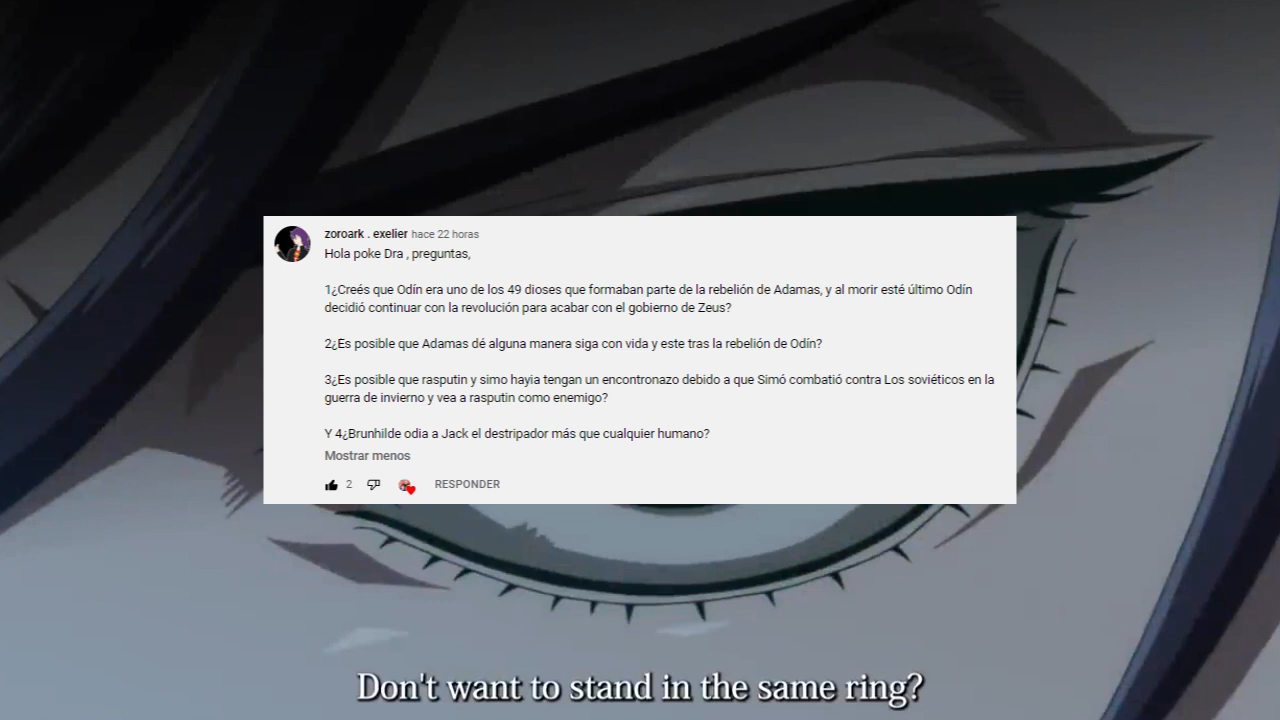 zoroark . exelier hace 22 horas
Hola poke Dra , preguntas,
1¿Creés que Odín era uno de los 49 dioses que formaban parte de la rebelión de Adamas, y al morir esté último Odín
decidió continuar con la revolución para acabar con el gobierno de Zeus?
2¿Es posible que Adamas dé alguna manera siga con vida y este tras la rebelión de Odín?
3¿Es posible que rasputin y simo hayia tengan un encontronazo debido a que Simó combatió contra Los soviéticos en la
guerra de invierno y vea a rasputin como enemigo?
Y 4¿Brunhilde odia a Jack el destripador más que cualquier humano?
Mostrar menos
2 RESPONDER
Don't want to stand in the same ring?